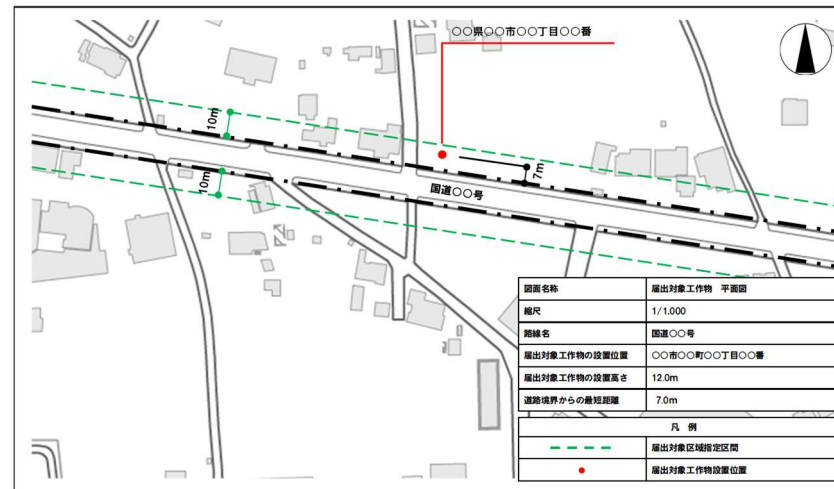 〇〇県〇〇市〇〇丁目〇〇番
10m
10m
7m
国道〇〇号
図面名称 届出対象工作物 平面図
縮尺 1/1.000
路線名 国道〇〇号
届出対象工作物の設置位置 〇〇市〇〇町〇〇丁目〇〇番
届出対象工作物の設置高さ 12.0m
道路境界からの最短距離 7.0m
凡 例
届出対象区域指定区間
届出対象工作物設置位置